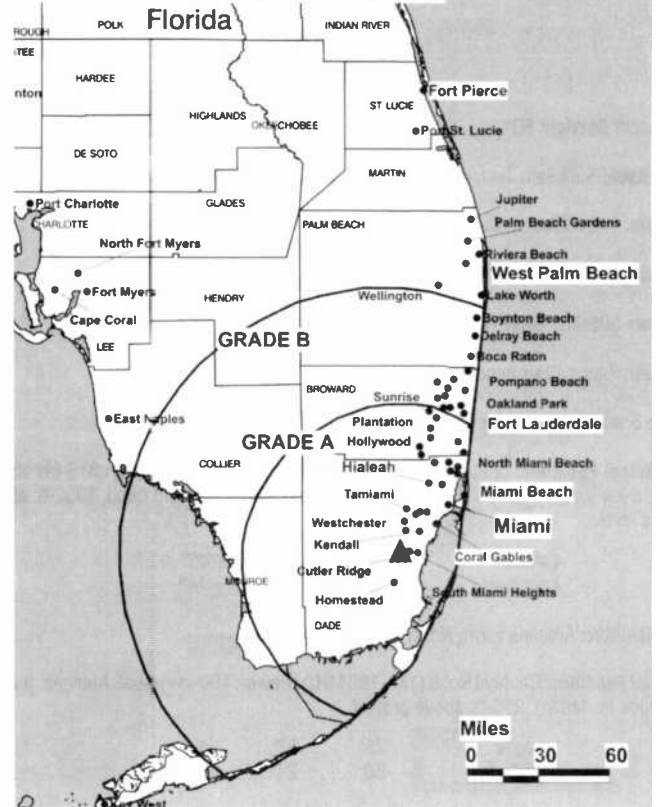 Florida
POLK
INDIAN RIVER
HARDEE
HIGHLANDS
ST LUCIE
Fort Pierce
Port St. Lucie
DE SOTO
MARTIN
Port Charlotte
GLADES
PALM BEACH
Jupiter
Palm Beach Gardens
North Fort Myers
Riviera Beach
West Palm Beach
Fort Myers
HENDRY
Wellington
Lake Worth
Cape Coral
LEE
Boynton Beach
GRADE B
Delray Beach
Boca Raton
BROWARD
Sunrise
Pompano Beach
Oakland Park
East Naples
Plantation
Fort Lauderdale
GRADE A
Hollywood
COLLIER
Hialeah
North Miami Beach
Tamiami
Miami Beach
Westchester
Miami
Kendall
Coral Gables
Cutler Ridge
MONROE
South Miami Heights
Homestead
DADE
Miles
0 30 60